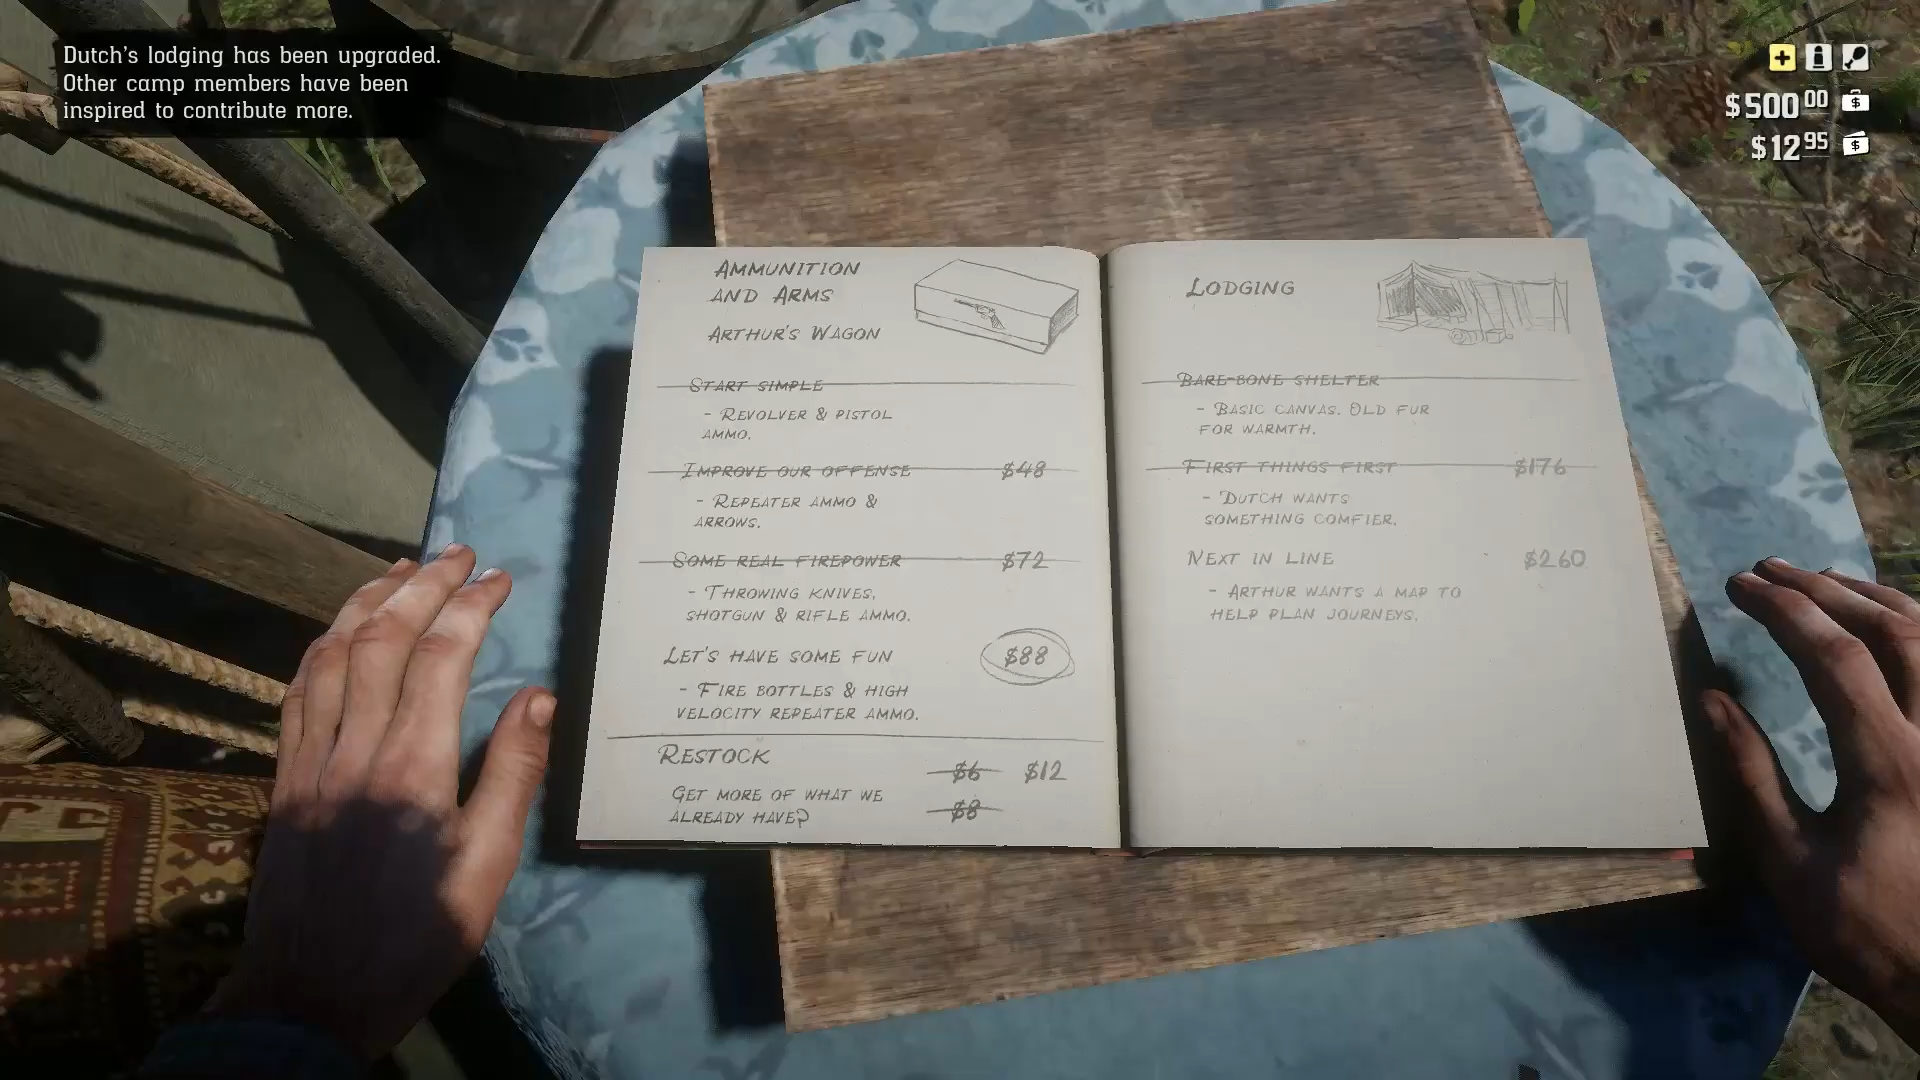 Dutch's lodging has been upgraded.
Other camp members have been
inspired to contribute more.
$500 00
$12 95
AMMUNITION
AND ARMS
ARTHUR'S WAGON
START SIMPLE
- REVOLVER & PISTOL
AMMO.
IMPROVE OUR OFFENSE $48
- REPEATER AMMO &
ARROWS.
SOME REAL FIREPOWER $72
- THROWING KNIVES,
SHOTGUN & RIFLE AMMO.
LET'S HAVE SOME FUN $88
- FIRE BOTTLES & HIGH
VELOCITY REPEATER AMMO.
RESTOCK
$6 $12
GET MORE OF WHAT WE
ALREADY HAVE?
$8
LODGING
BARE-BONE SHELTER
- BASIC CANVAS. OLD FUR
FOR WARMTH.
FIRST THINGS FIRST $176
- DUTCH WANTS
SOMETHING COMFIER.
NEXT IN LINE $260
- ARTHUR WANTS A MAP TO
HELP PLAN JOURNEYS.